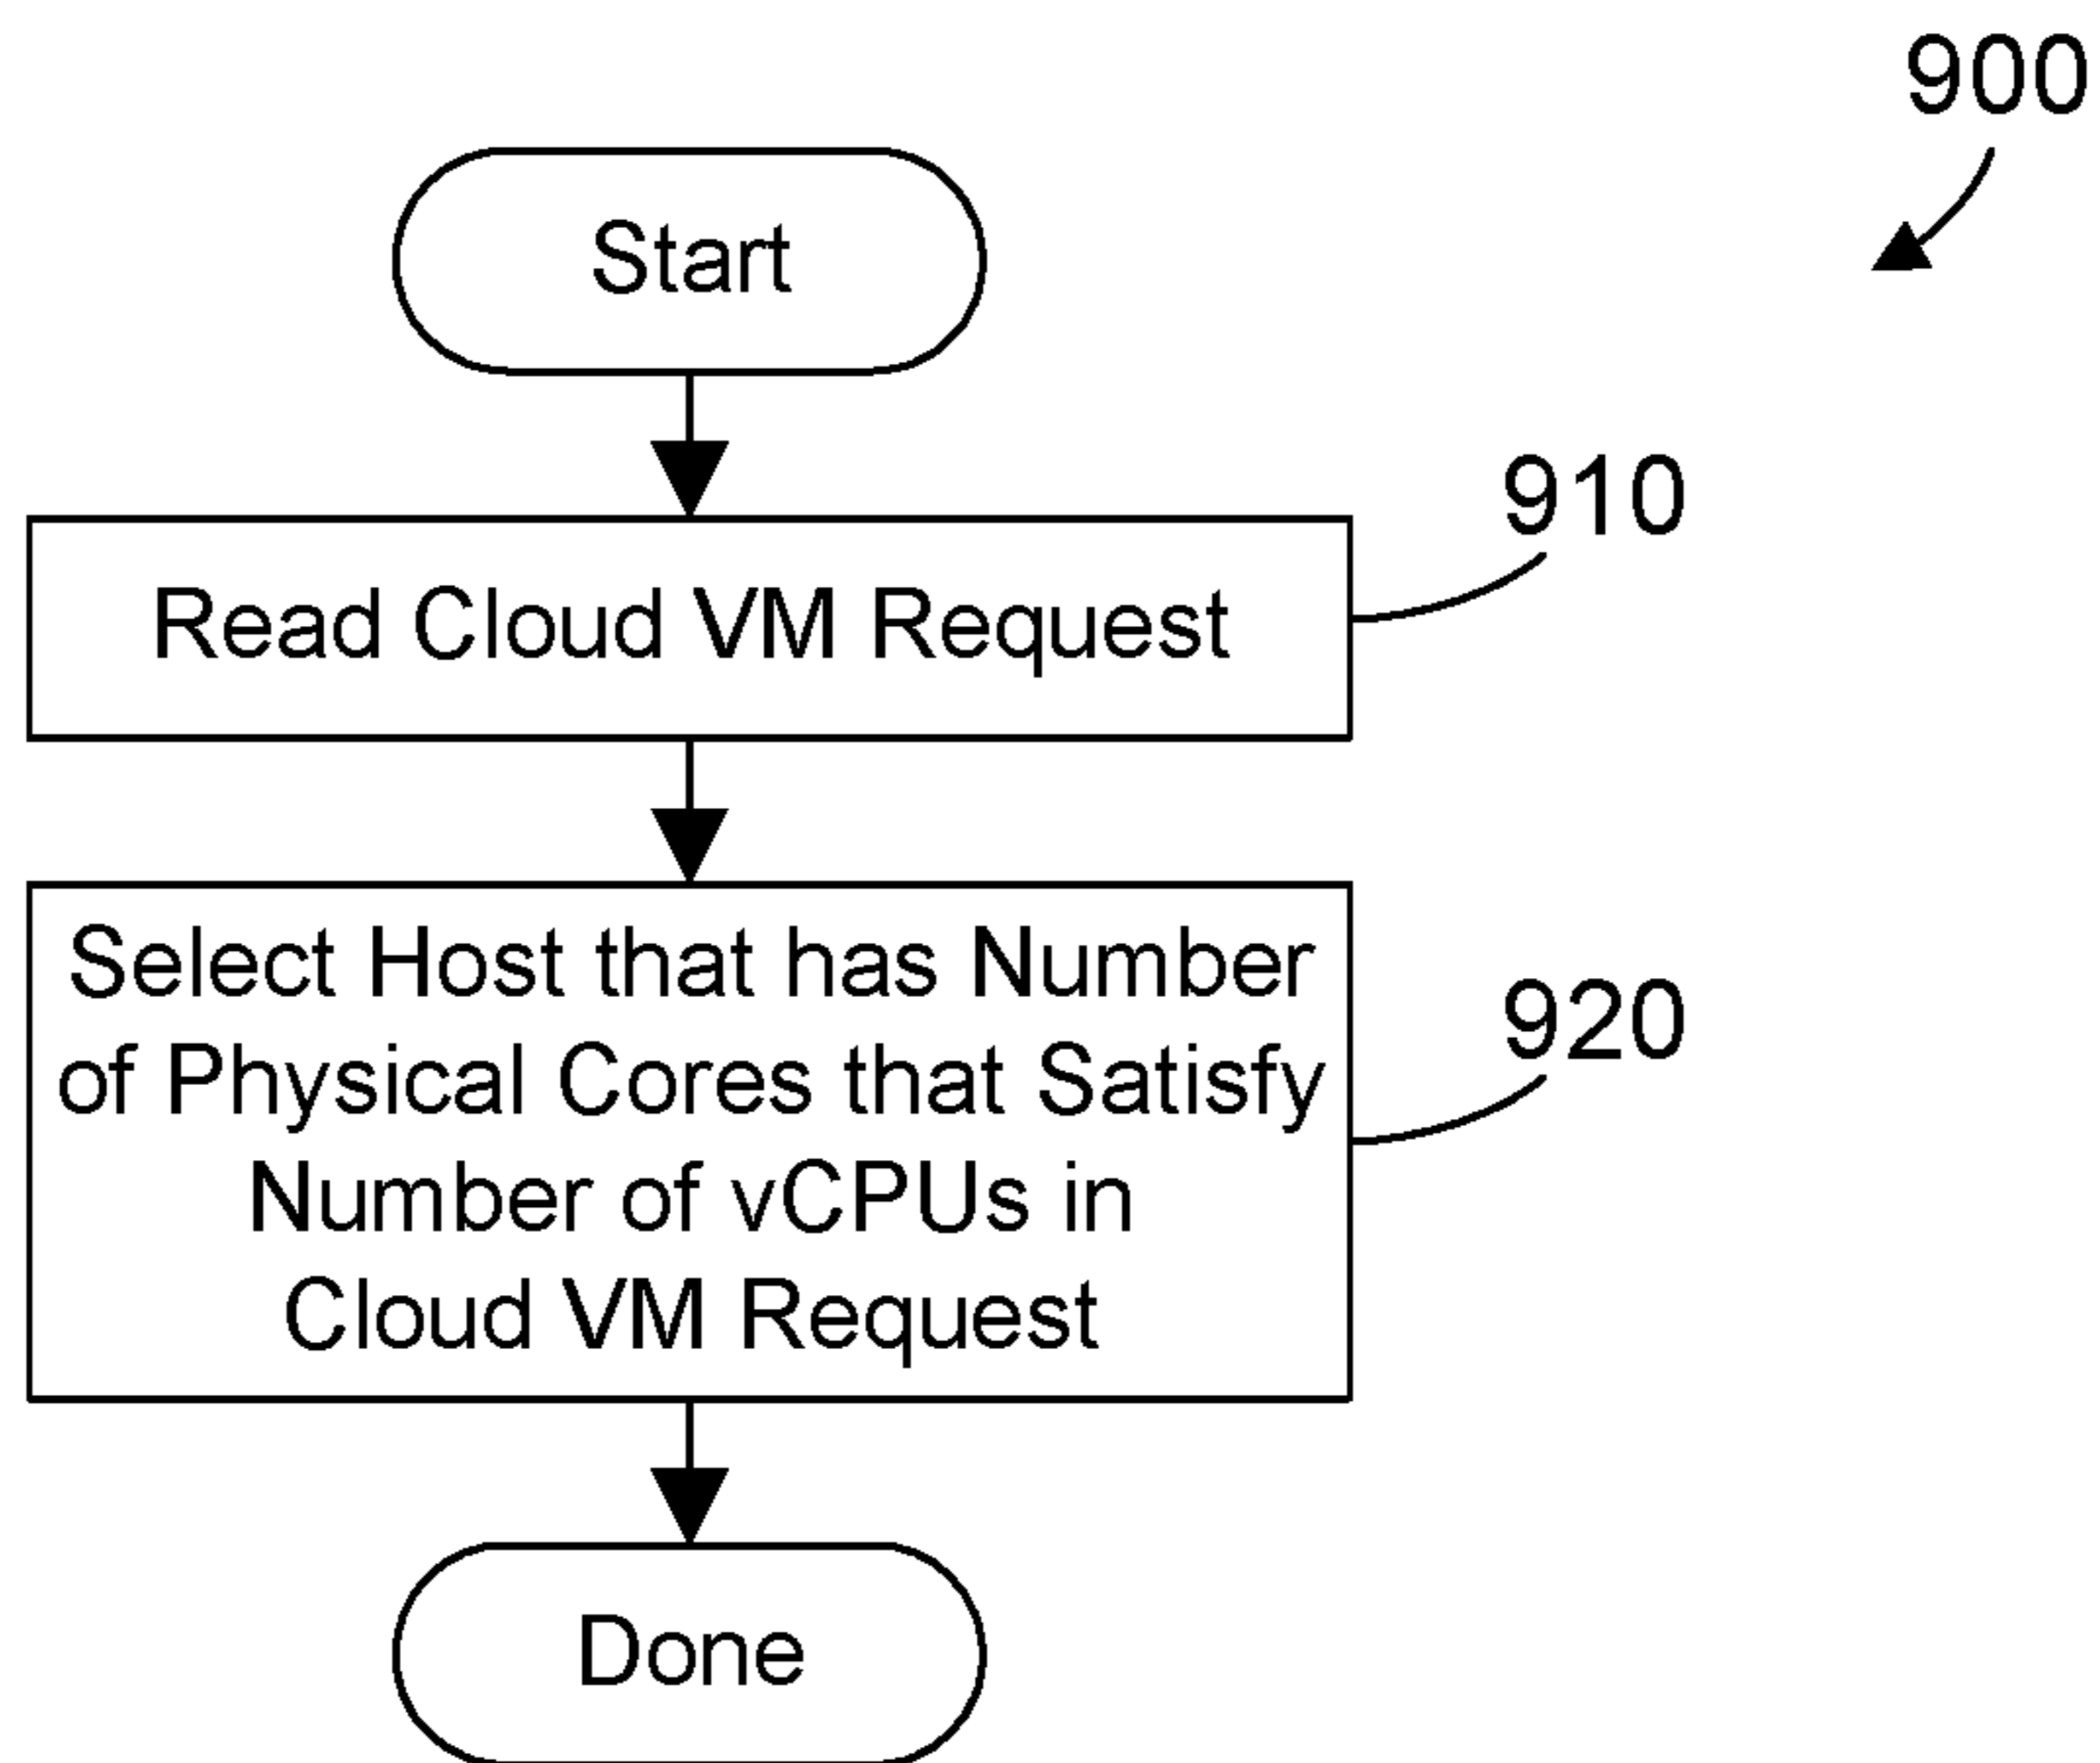 900
Start
910
Read Cloud VM Request
Select Host that has Number
920
of Physical Cores that Satisfy
Number of vCPUs in
Cloud VM Request
Done